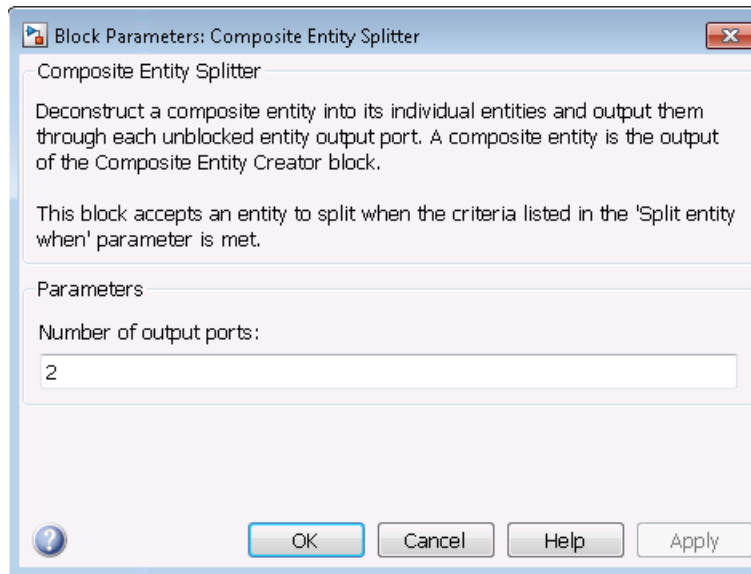 Block Parameters: Composite Entity Splitter
Composite Entity Splitter
Deconstruct a composite entity into its individual entities and output them
through each unblocked entity output port. A composite entity is the output
of the Composite Entity Creator block.
This block accepts an entity to split when the criteria listed in the 'Split entity
when' parameter is met.
Parameters
Number of output ports:
2
OK Cancel Help Apply